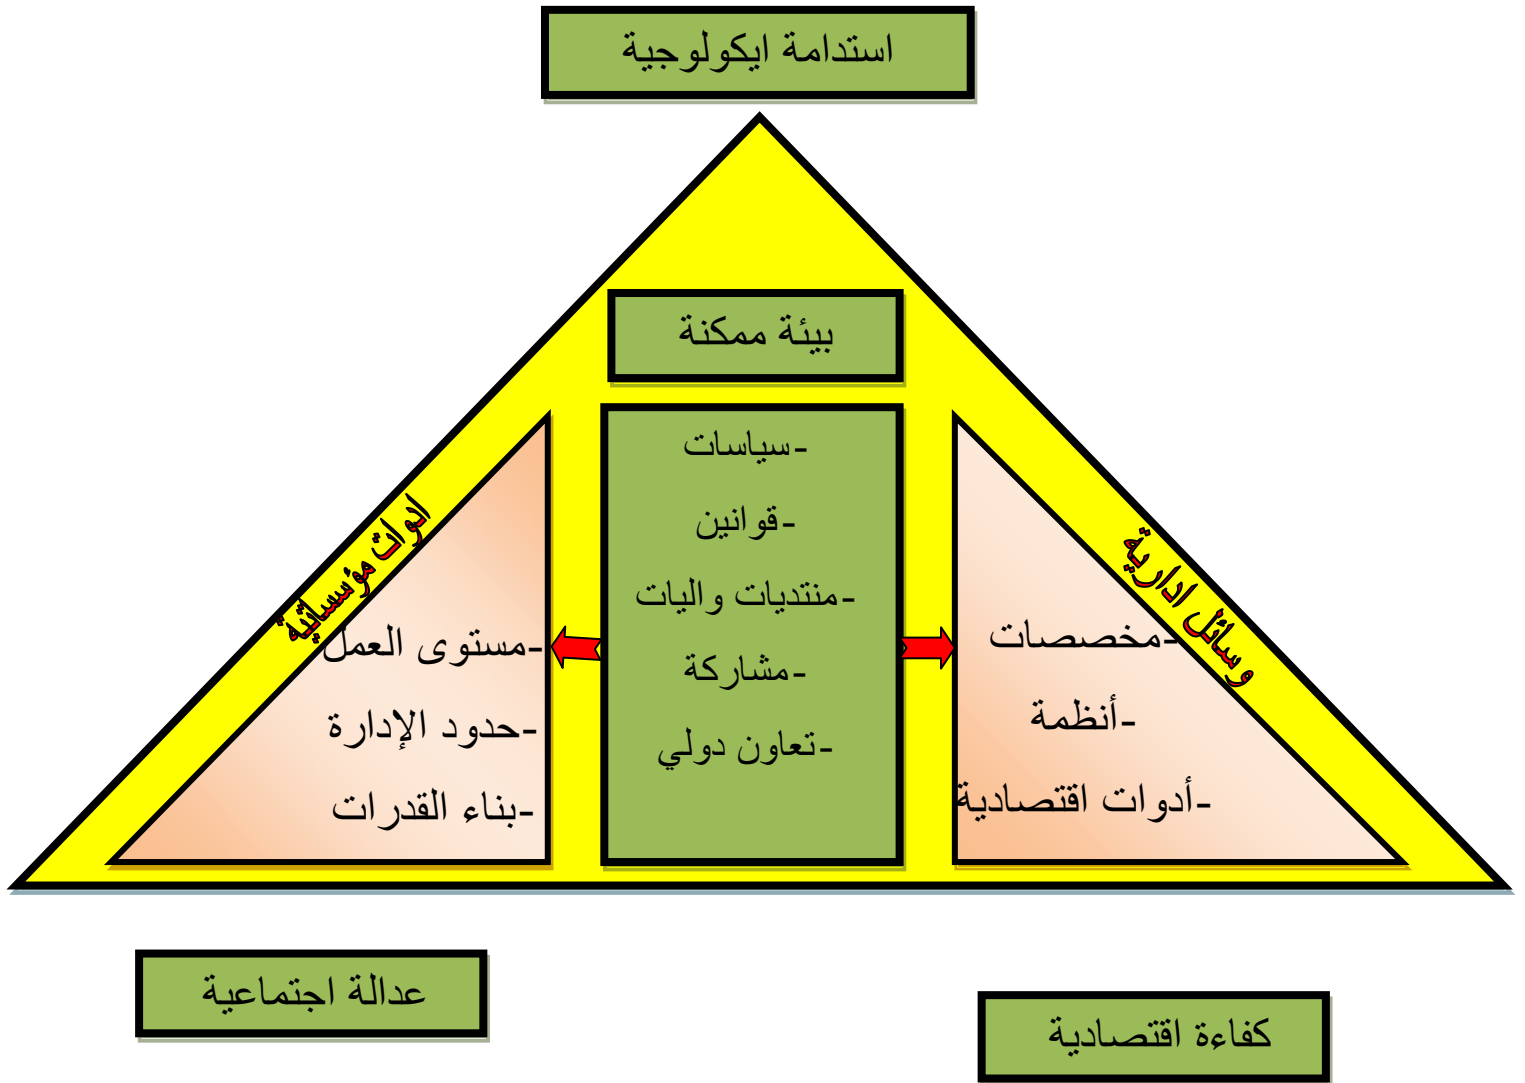 استدامة ايكولوجية
بيئة ممكنة
-سياسات
-قوانين
-منتديات واليات
-مشاركة
-تعاون دولي
وسائل ادارية
-مخصصات
-أنظمة
-أدوات اقتصادية
ادوات مؤسساتية
-مستوى العمل
-حدود الإدارة
-بناء القدرات
كفاءة اقتصادية
عدالة اجتماعية